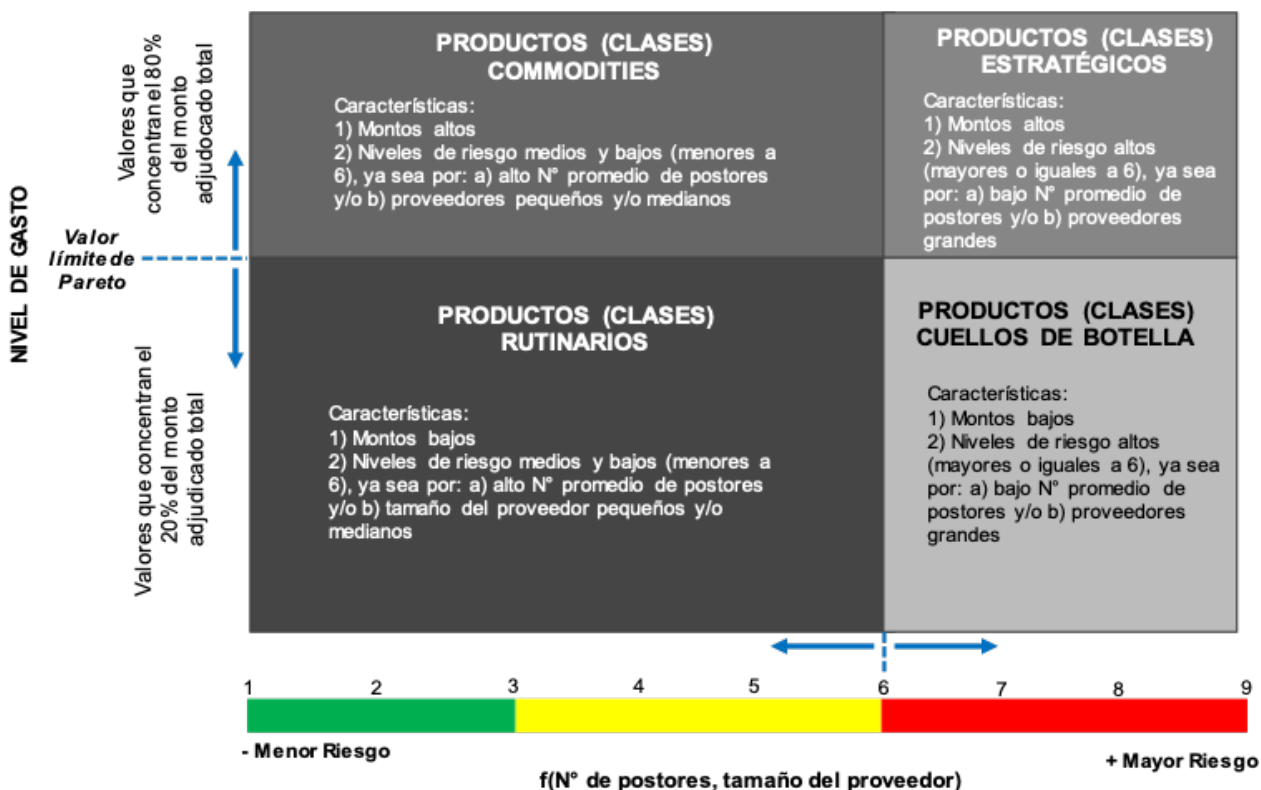 PRODUCTOS (CLASES)
COMMODITIES
Características:
1) Montos altos
2) Niveles de riesgo medios y bajos (menores a
6), ya sea por: a) alto N° promedio de postores
y/o b) proveedores pequeños y/o medianos
PRODUCTOS (CLASES)
ESTRATÉGICOS
Características:
1) Montos altos
2) Niveles de riesgo altos
(mayores o iguales a 6), ya sea
por: a) bajo N° promedio de
postores y/o b) proveedores
grandes
NIVEL DE GASTO
Valores que
concentran el 80%
del monto
adjudocado total
Valor
límite de
Pareto
Valores que concentran el
20% del monto
adjudicado total
PRODUCTOS (CLASES)
RUTINARIOS
Características:
1) Montos bajos
2) Niveles de riesgo medios y bajos (menores a
6), ya sea por: a) alto N° promedio de postores
y/o b) tamaño del proveedor pequeños y/o
medianos
PRODUCTOS (CLASES)
CUELLOS DE BOTELLA
Características:
1) Montos bajos
2) Niveles de riesgo altos
(mayores o iguales a 6), ya sea
por: a) bajo N° promedio de
postores y/o b) proveedores
grandes
1 2 3 4 5 6 7 8 9
- Menor Riesgo
+ Mayor Riesgo
f(N° de postores, tamaño del proveedor)